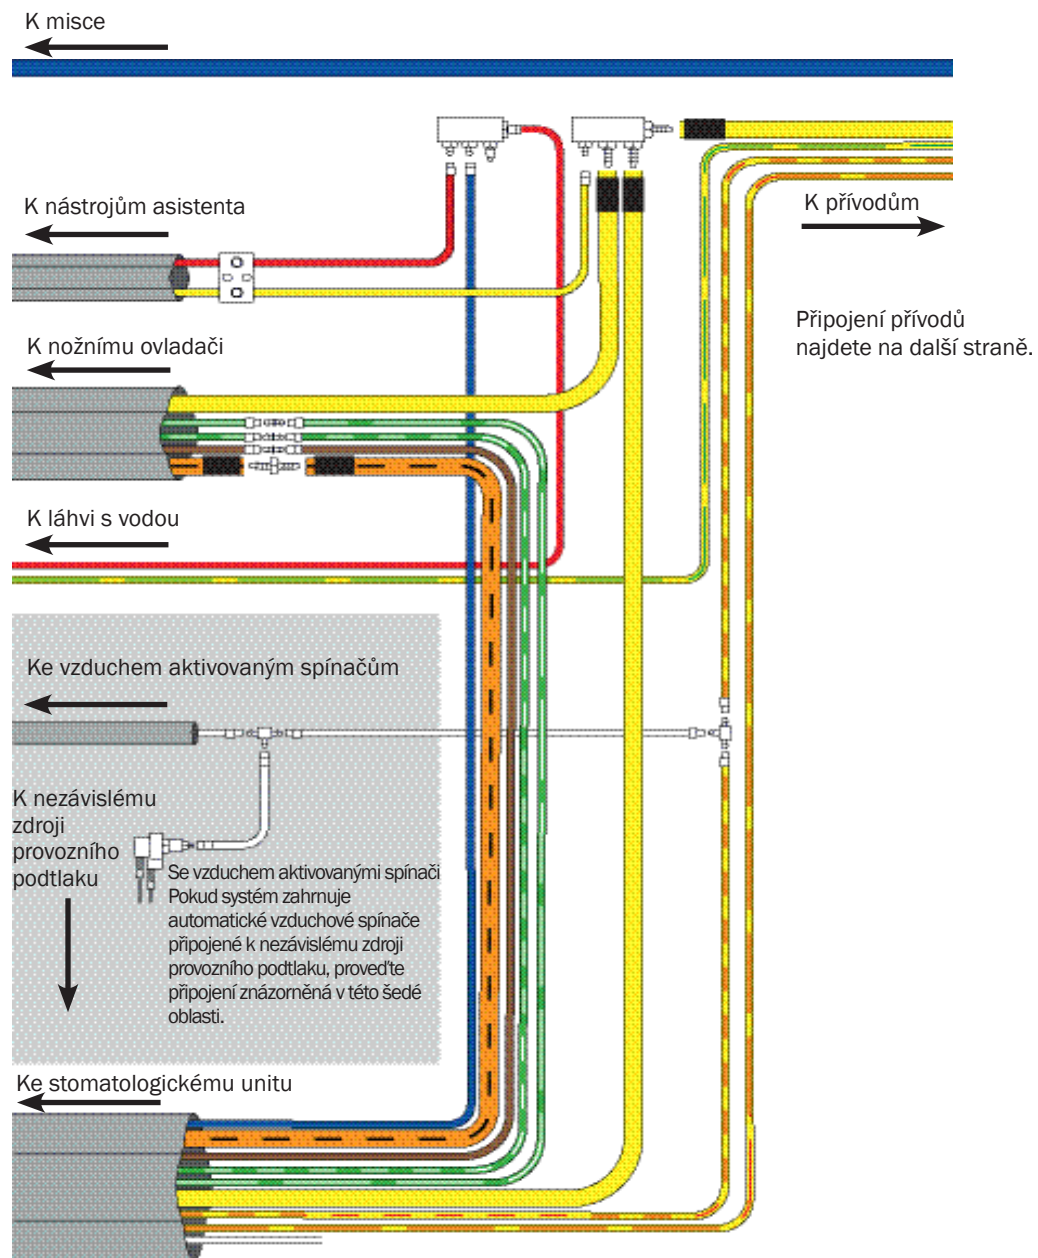 K misce
K nástrojům asistenta
K přívodům
Připojení přívodů
najdete na další straně.
K nožnímu ovladači
K láhvi s vodou
Ke vzduchem aktivovaným spínačům
K nezávislému
zdroji
provozního
podtlaku
Se vzduchem aktivovanými spínači
Pokud systém zahrnuje
automatické vzduchové spínače
připojené k nezávislému zdroji
provozního podtlaku, proveďte
připojení znázorněná v této šedé
oblasti.
Ke stomatologickému unitu